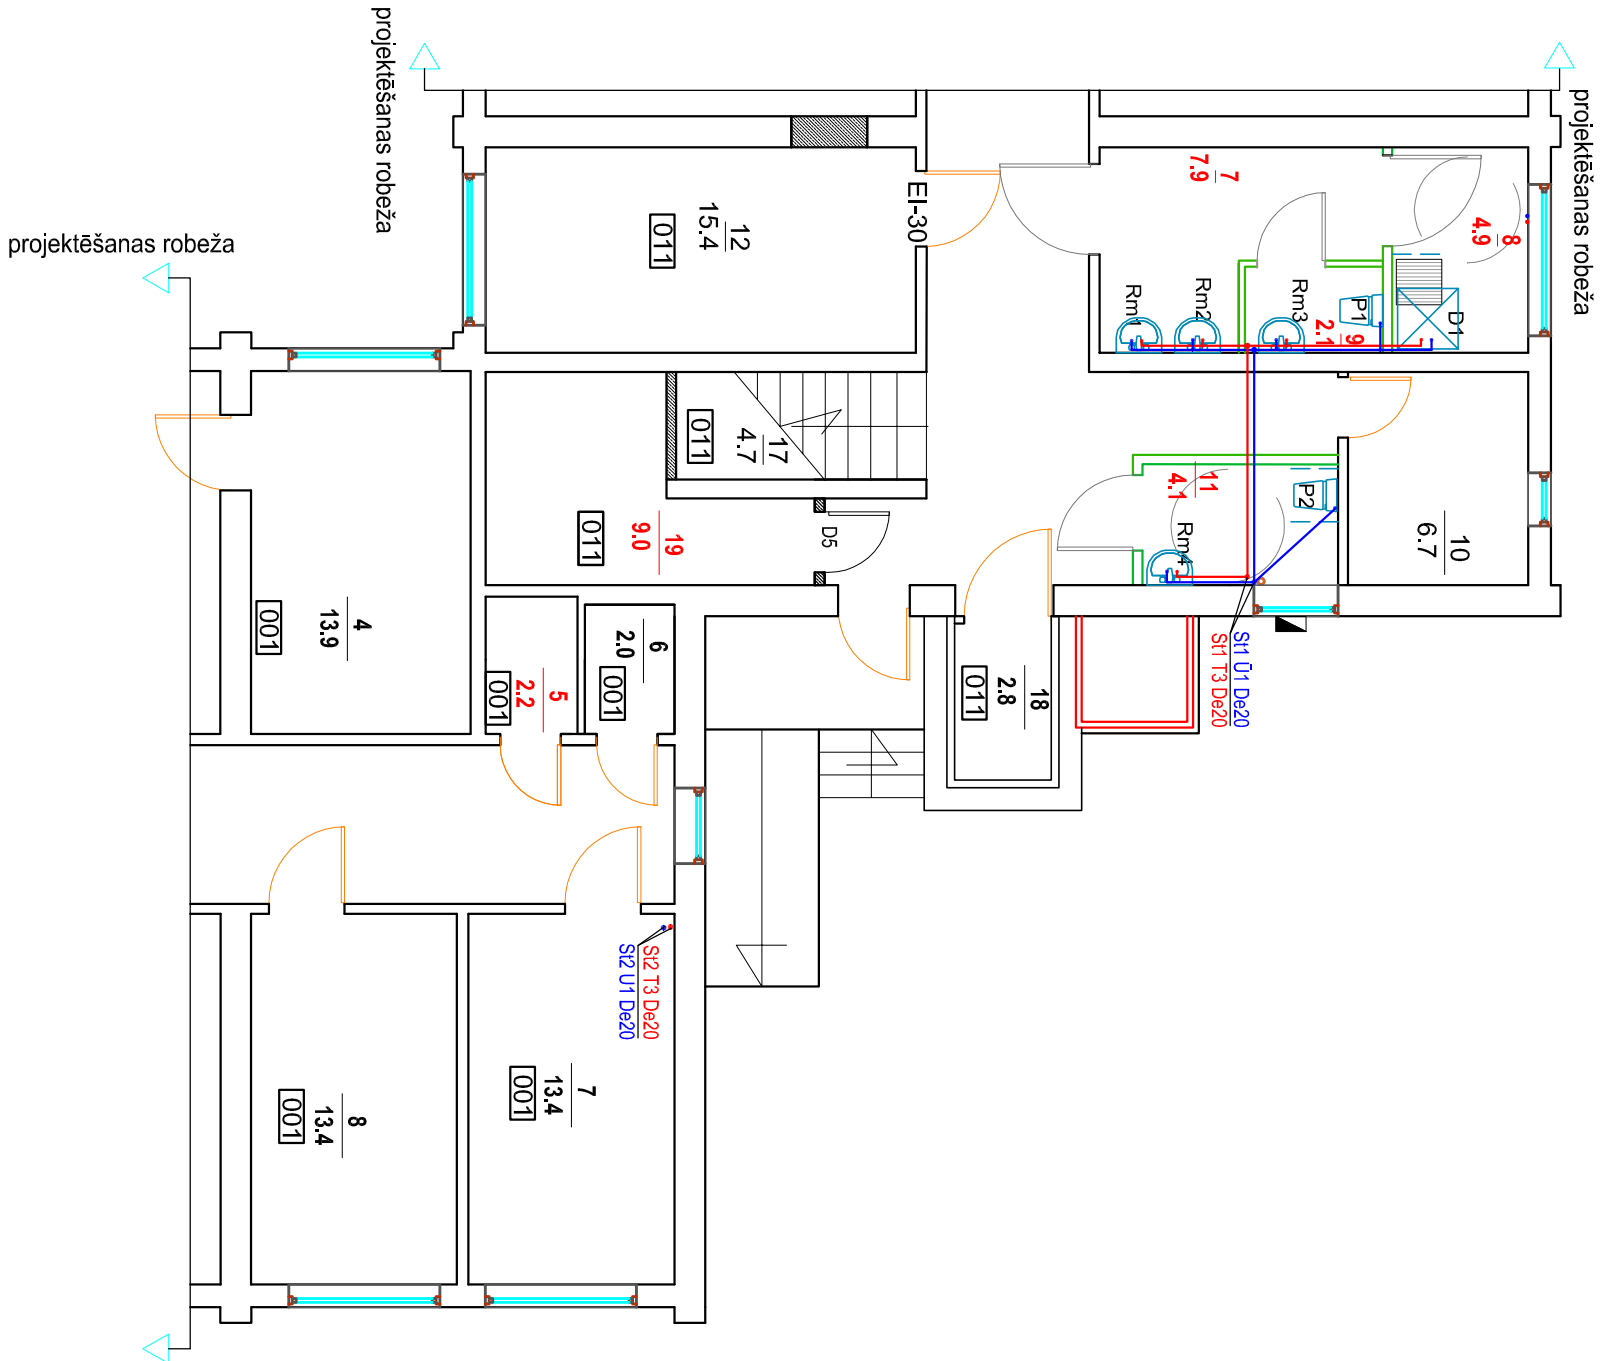 projektēšanas robeža
projektēšanas robeža
projektēšanas robeža
12
15.4
011
EI-30
7
7.9
8
4.9
Rm1
Rm2
Rm3
P1
D1
9
2.1
17
4.7
011
19
9.0
011
D5
11
4.1
P2
Rm4
10
6.7
4
13.9
001
5
2.2
001
6
2.0
001
18
2.8
011
St1 Ū1 De20
St1 T3 De20
St2 T3 De20
St2 U1 De20
7
13.4
001
8
13.4
001